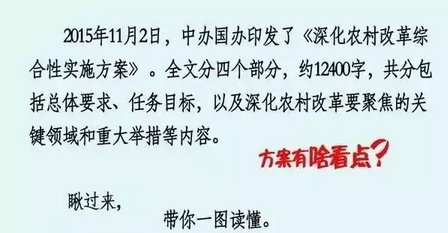 2015年11月2日，中办国办印发了《深化农村改革综
合性实施方案》。全文分四个部分，约12400字，共分包
括总体要求、任务目标，以及深化农村改革要聚焦的关
键领域和重大举措等内容。
方案有啥看点？
瞅过来，
带你一图读懂。